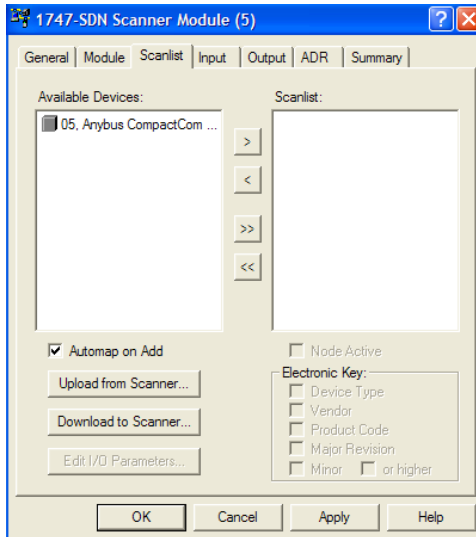 1747-SDN Scanner Module (5)
General Module Scanlist Input Output ADR Summary
Available Devices: Scanlist:
05, Anybus CompactCom ...
>
<
>>
<<
Automap on Add Node Active
Upload from Scanner...
Download to Scanner...
Edit I/O Parameters...
Electronic Key:
Device Type
Vendor
Product Code
Major Revision
Minor or higher
OK Cancel Apply Help